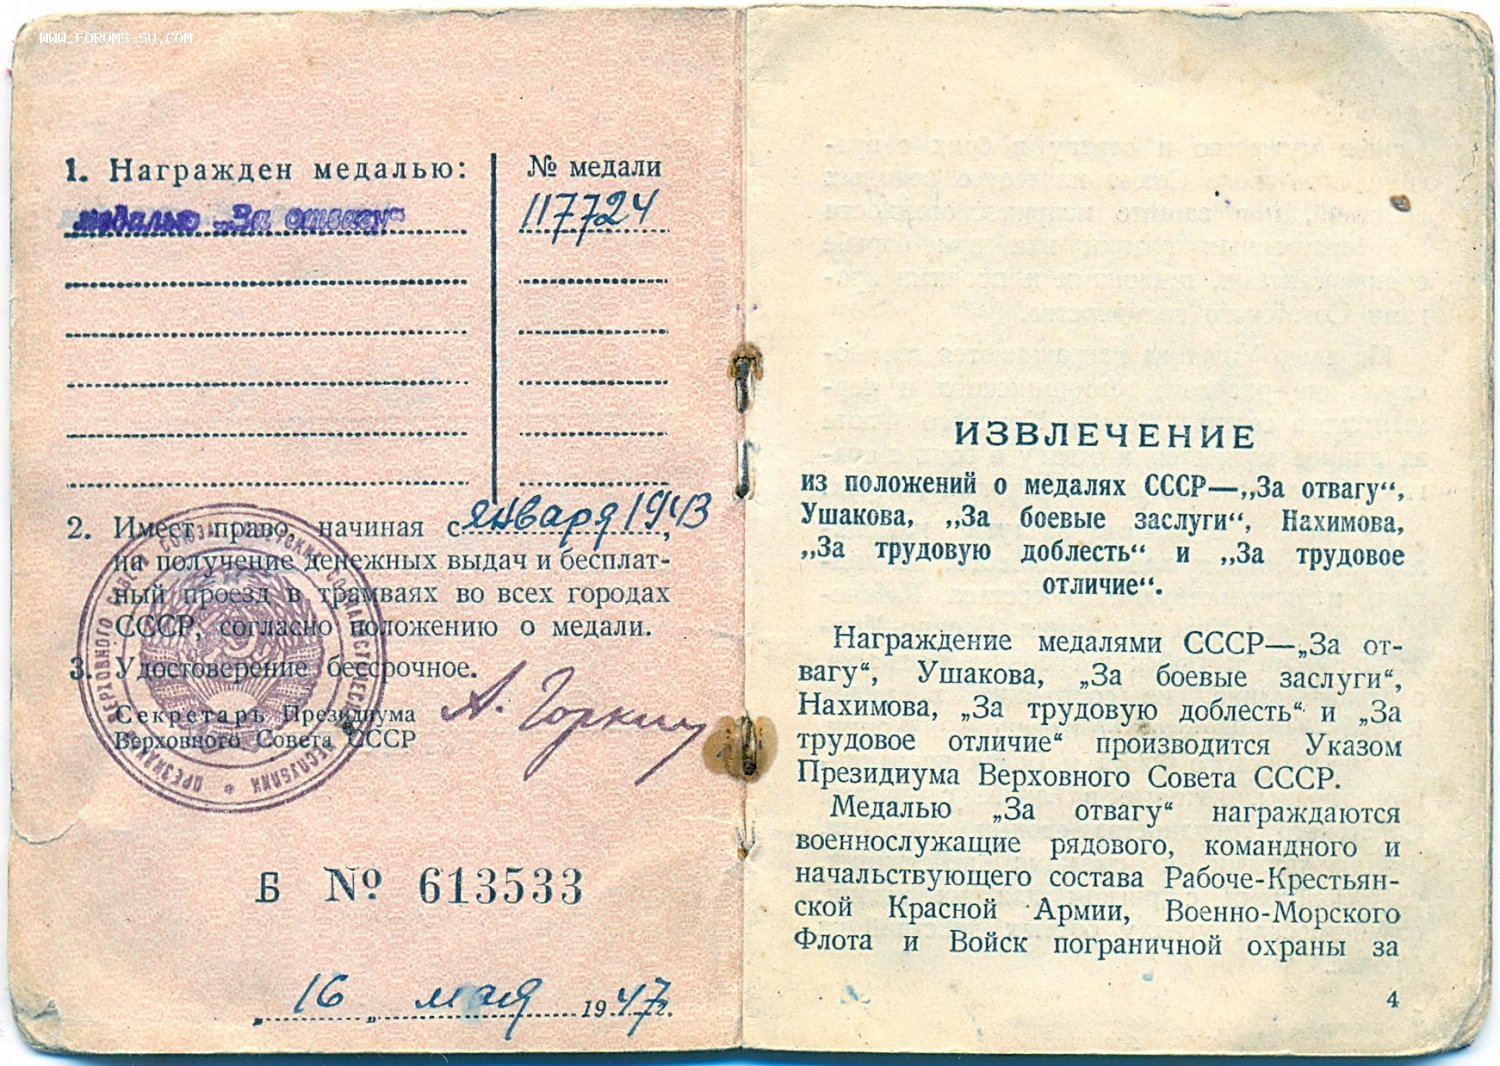 WWW.FORUMS-SU.COM
1. Награжден медалью:
№ медали
медалью „За отвагу“
117724
2. Имеет право, начиная с января 1943,
на получение денежных выдач и бесплат-
ный проезд в трамваях во всех городах
СССР, согласно положению о медали.
3. Удостоверение бессрочное.
Секретарь Президиума
Верховного Совета СССР
А. Горкин
Б № 613533
„16 „ мая 1947г.
ИЗВЛЕЧЕНИЕ
из положений о медалях СССР—„За отвагу“,
Ушакова, „За боевые заслуги“, Нахимова,
„За трудовую доблесть“ и „За трудовое
отличие“.
Награждение медалями СССР—„За от-
вагу“, Ушакова, „За боевые заслуги“,
Нахимова, „За трудовую доблесть“ и „За
трудовое отличие“ производится Указом
Президиума Верховного Совета СССР.
Медалью „За отвагу“ награждаются
военнослужащие рядового, командного и
начальствующего состава Рабоче-Крестьян-
ской Красной Армии, Военно-Морского
Флота и Войск пограничной охраны за
4